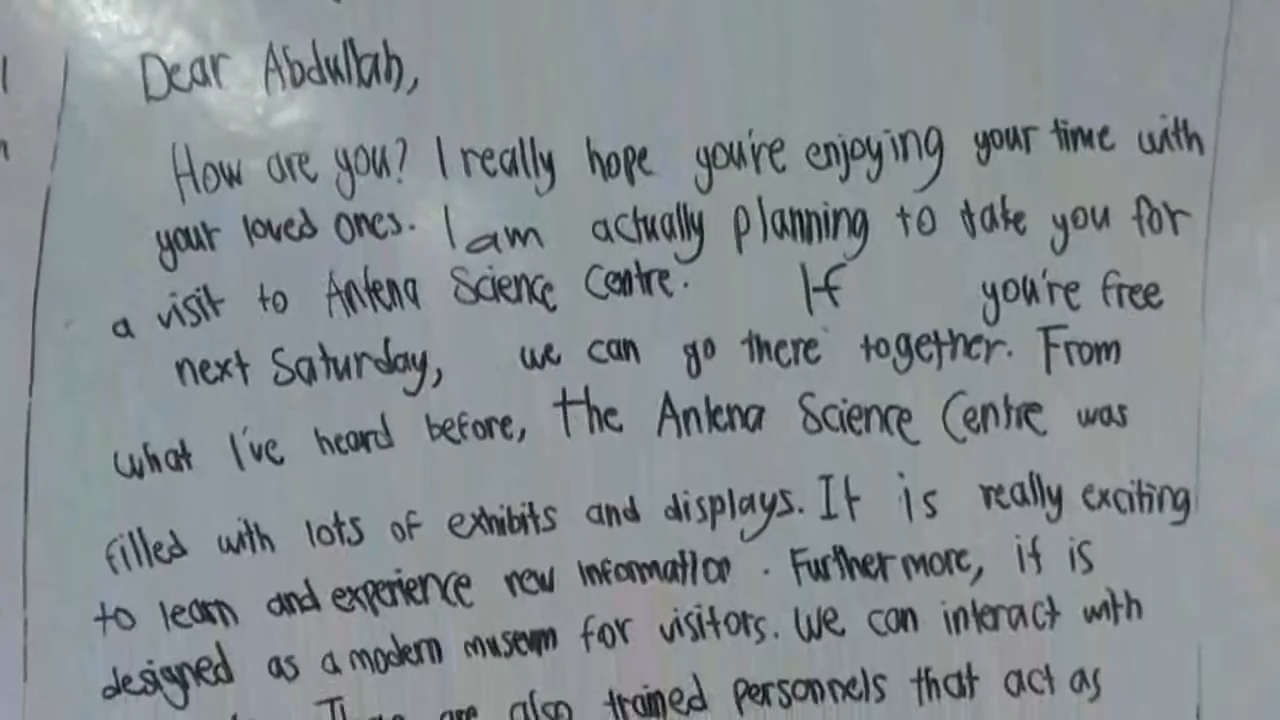 Dear Abdullah,
How are you? I really hope you're enjoying your time with
your loved ones. I am actually planning to take you for
a visit to Antena Science Centre. If you're free
next Saturday, we can go there together. From
what I've heard before, the Antena Science Centre was
filled with lots of exhibits and displays. It is really exciting
to learn and experience new information. Furthermore, it is
designed as a modern museum for visitors. We can interact with
are also trained personnels that act as